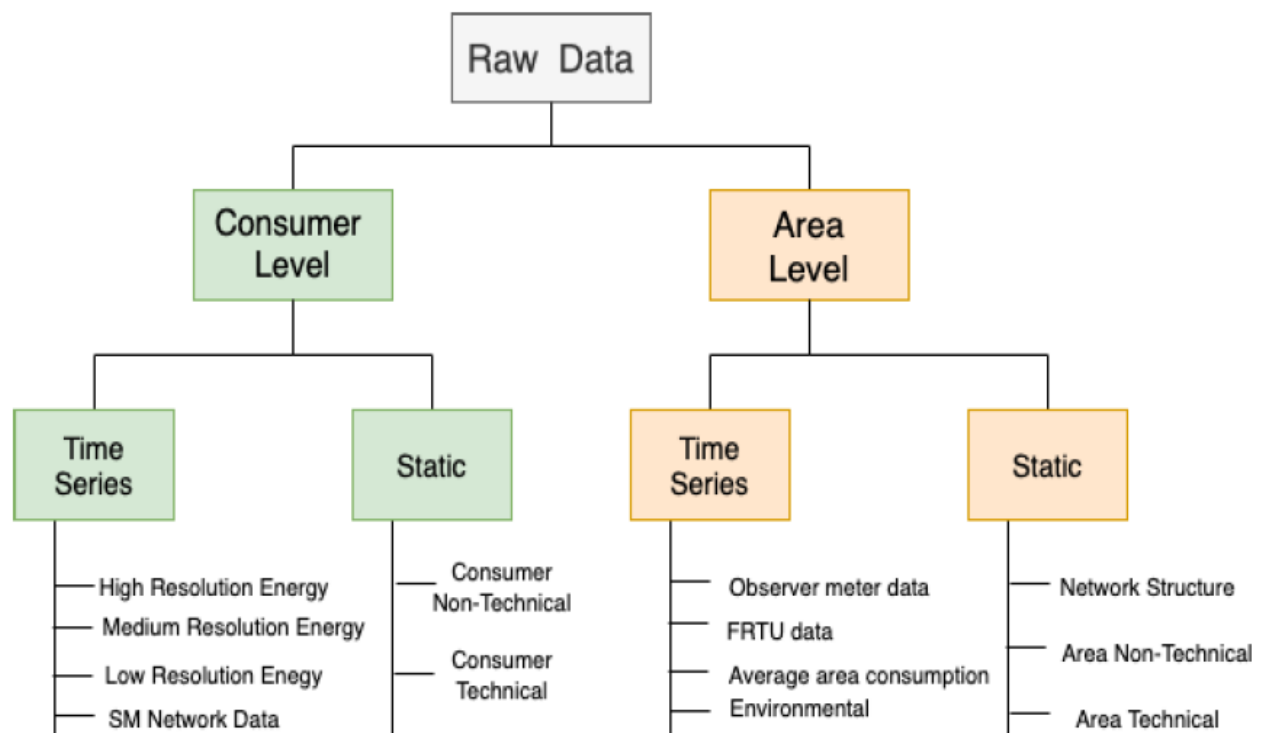 Raw Data
Consumer
Level
Area
Level
Time
Series
Static
Time
Series
Static
High Resolution Energy
Medium Resolution Energy
Low Resolution Enegy
SM Network Data
Consumer
Non-Technical
Consumer
Technical
Observer meter data
FRTU data
Average area consumption
Environmental
Network Structure
Area Non-Technical
Area Technical